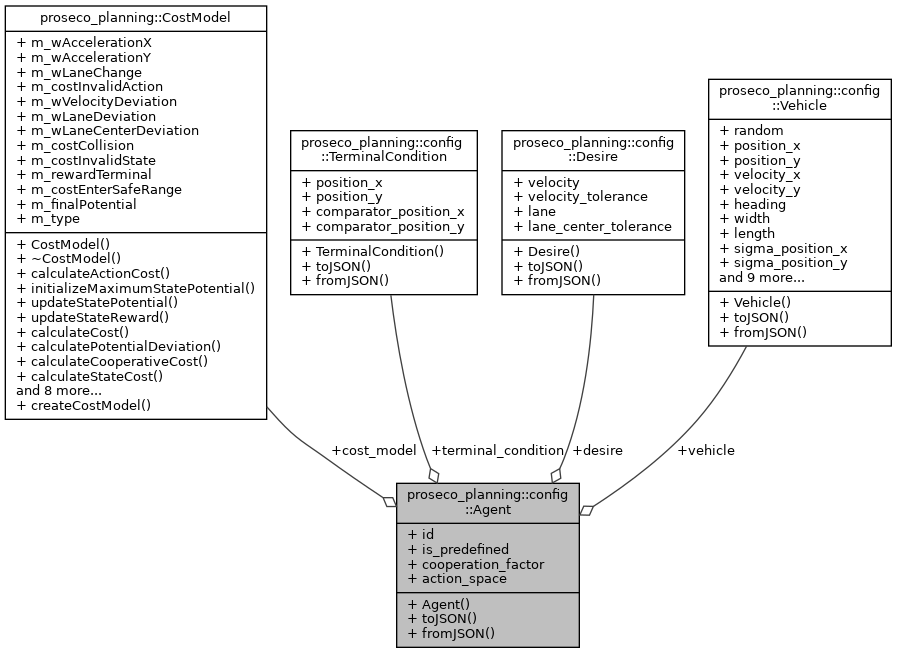 proseco_planning::CostModel
+ m_wAccelerationX
+ m_wAccelerationY
+ m_wLaneChange
+ m_costInvalidAction
+ m_wVelocityDeviation
+ m_wLaneDeviation
+ m_wLaneCenterDeviation
+ m_costCollision
+ m_costInvalidState
+ m_rewardTerminal
+ m_costEnterSafeRange
+ m_finalPotential
+ m_type
+ CostModel()
+ ~CostModel()
+ calculateActionCost()
+ initializeMaximumStatePotential()
+ updateStatePotential()
+ updateStateReward()
+ calculateCost()
+ calculatePotentialDeviation()
+ calculateCooperativeCost()
+ calculateStateCost()
and 8 more...
+ createCostModel()
proseco_planning::config
::TerminalCondition
+ position_x
+ position_y
+ comparator_position_x
+ comparator_position_y
+ TerminalCondition()
+ toJSON()
+ fromJSON()
proseco_planning::config
::Desire
+ velocity
+ velocity_tolerance
+ lane
+ lane_center_tolerance
+ Desire()
+ toJSON()
+ fromJSON()
proseco_planning::config
::Vehicle
+ random
+ position_x
+ position_y
+ velocity_x
+ velocity_y
+ heading
+ width
+ length
+ sigma_position_x
+ sigma_position_y
and 9 more...
+ Vehicle()
+ toJSON()
+ fromJSON()
+cost_model
+terminal_condition
+desire
+vehicle
proseco_planning::config
::Agent
+ id
+ is_predefined
+ cooperation_factor
+ action_space
+ Agent()
+ toJSON()
+ fromJSON()